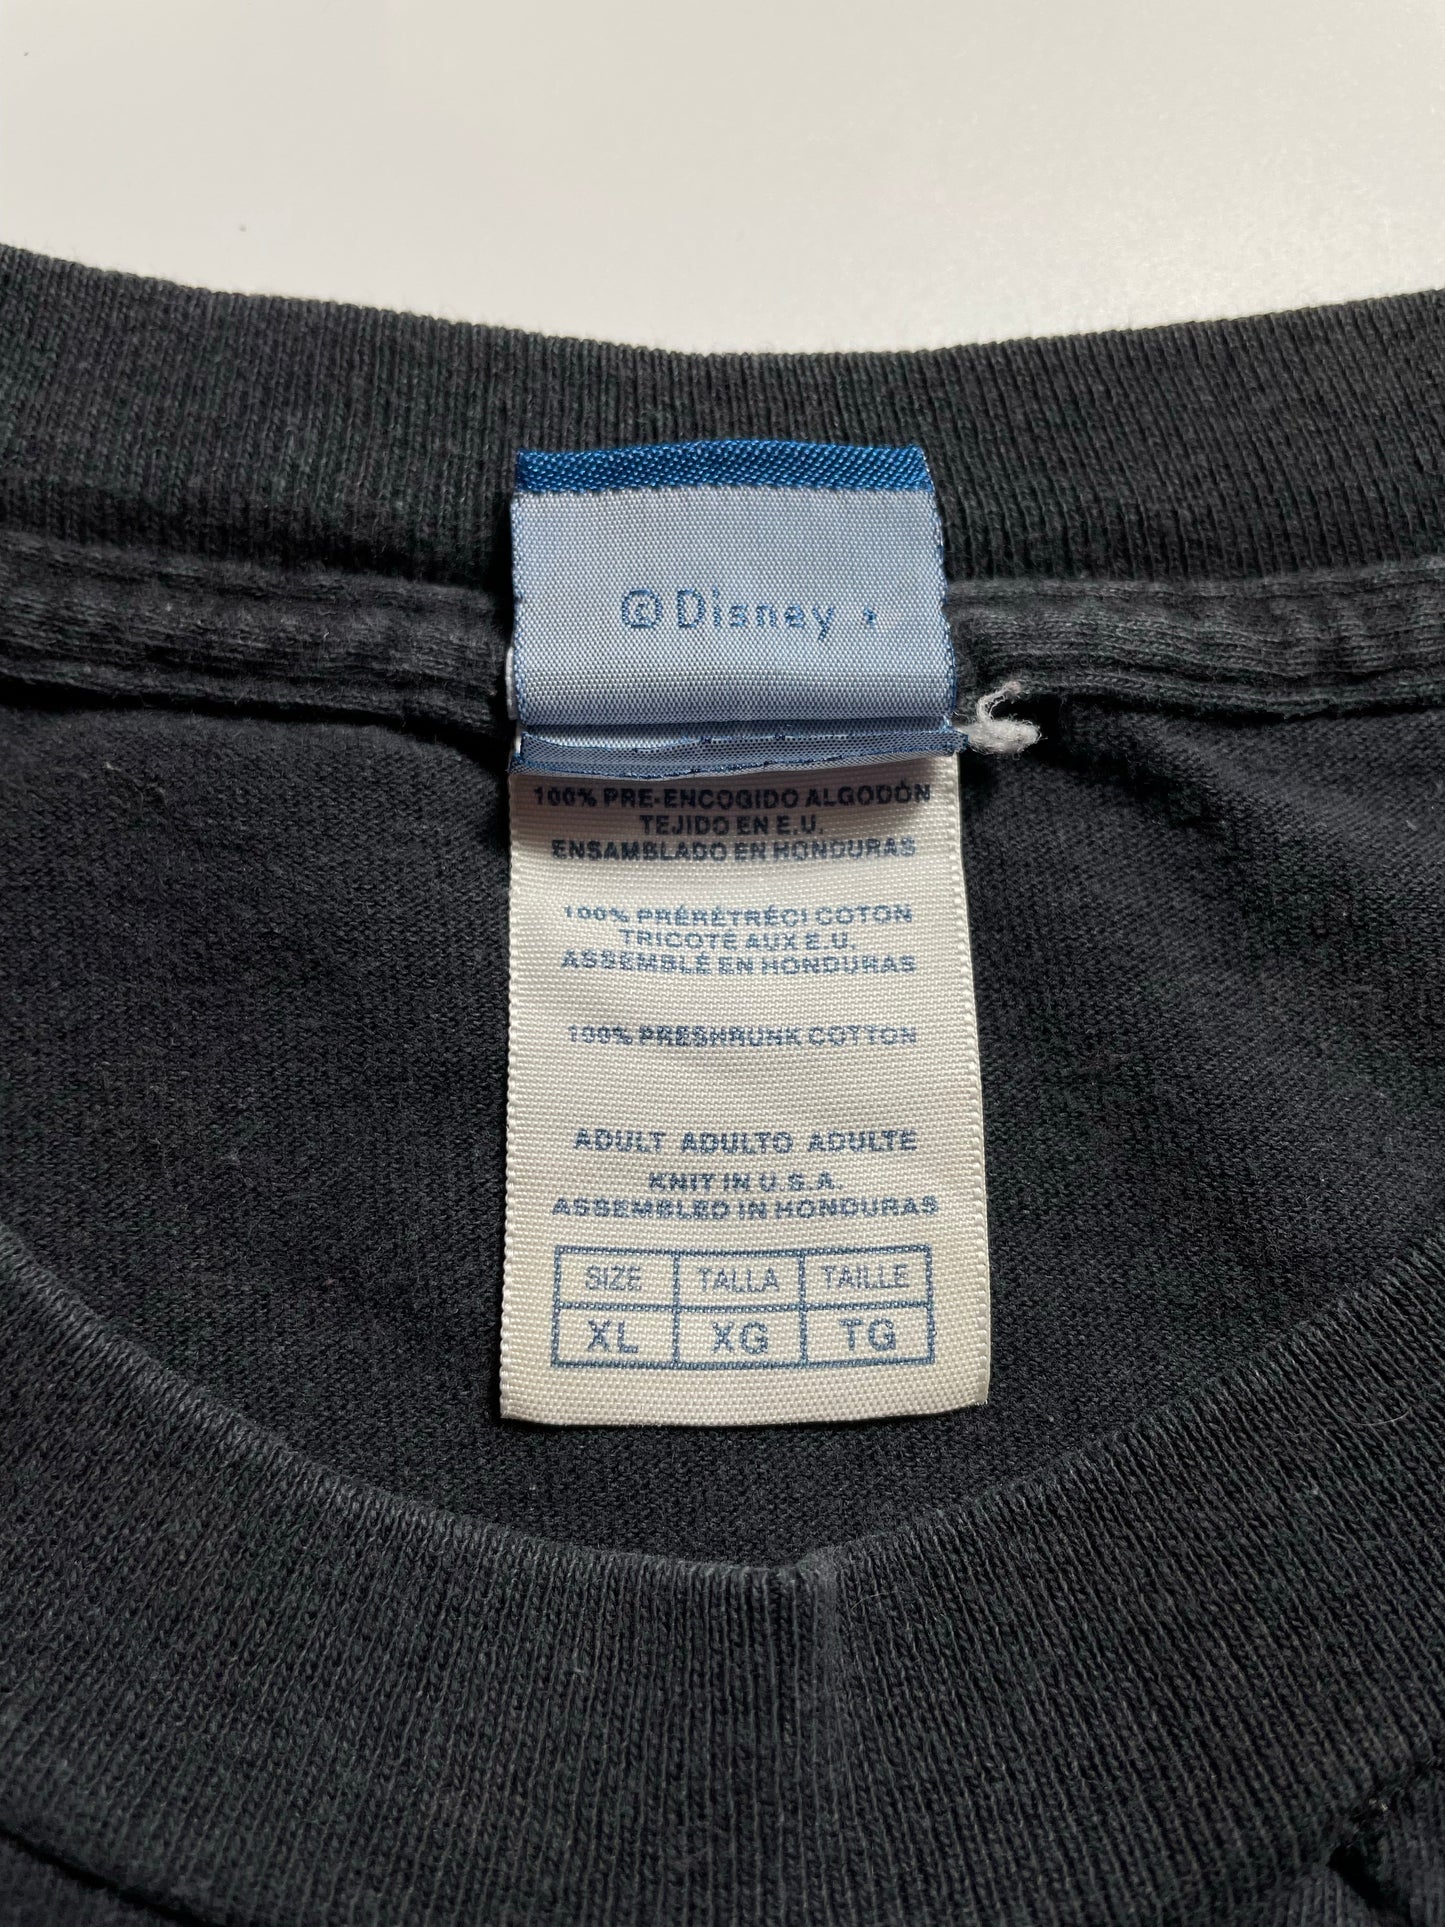 ©Disney .
100% PRE-ENCOGIDO ALGODÓN
TEJIDO EN E.U.
ENSAMBLADO EN HONDURAS
100% PRÉRÉTRÉCI COTON
TRICOTÉ AUX E.U.
ASSEMBLÉ EN HONDURAS
100% PRESHRUNK COTTON
ADULT ADULTO ADULTE
KNIT IN U.S.A.
ASSEMBLED IN HONDURAS
SIZE TALLA TAILLE
XL XG TG